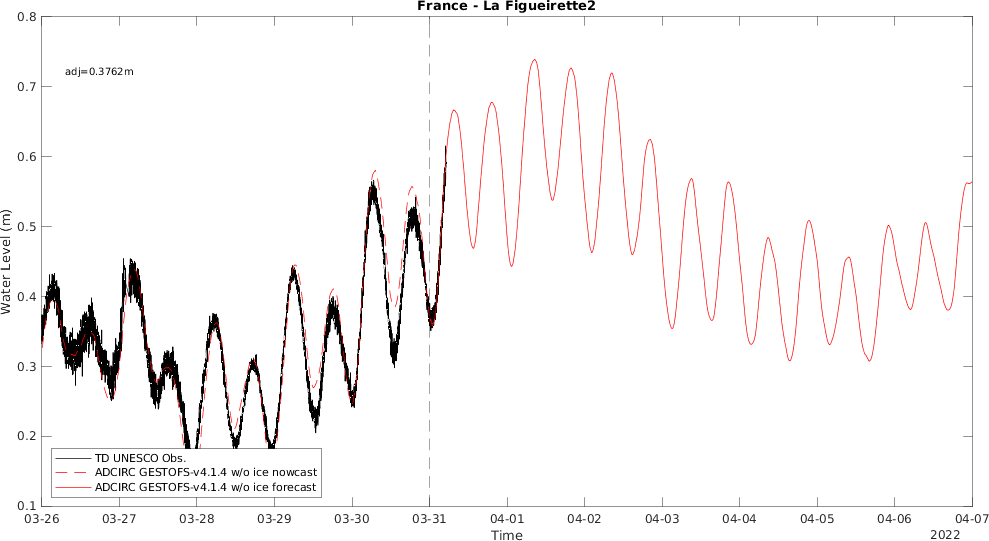 France - La Figueirette2
adj=0.3762m
Water Level (m)
0.8
0.7
0.6
0.5
0.4
0.3
0.2
0.1
TD UNESCO Obs.
ADCIRC GESTOFS-v4.1.4 w/o ice nowcast
ADCIRC GESTOFS-v4.1.4 w/o ice forecast
03-26 03-27 03-28 03-29 03-30 03-31 04-01 04-02 04-03 04-04 04-05 04-06 04-07
Time
2022